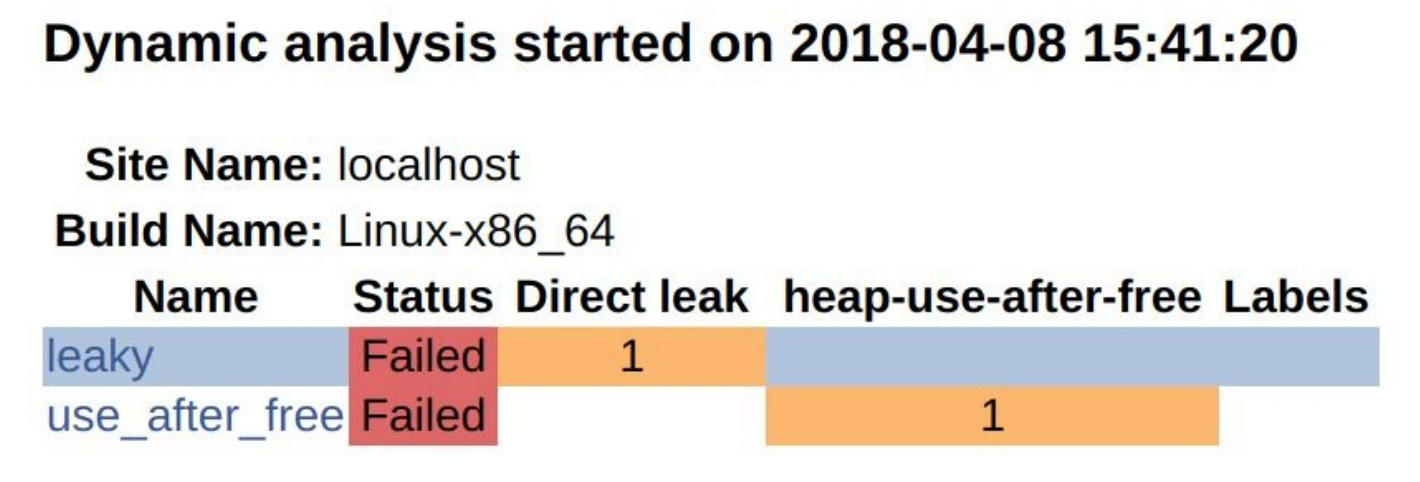 Dynamic analysis started on 2018-04-08 15:41:20
Site Name: localhost
Build Name: Linux-x86_64
Name Status Direct leak heap-use-after-free Labels
leaky Failed 1
use_after_free Failed 1